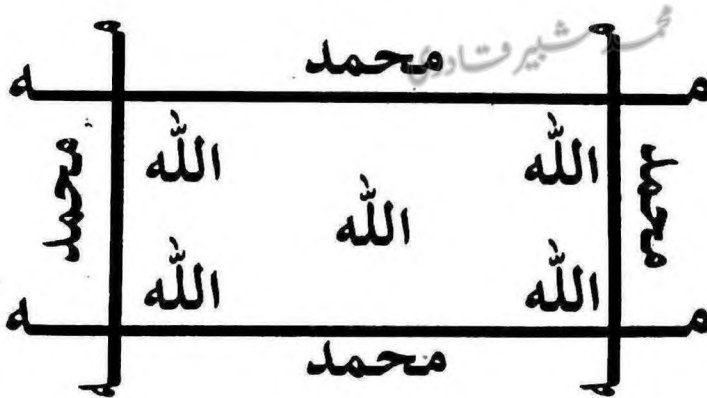 محمد شبیر قادری
محمد
م ه
محمد
محمد
الله الله
الله
الله الله
م ه
محمد